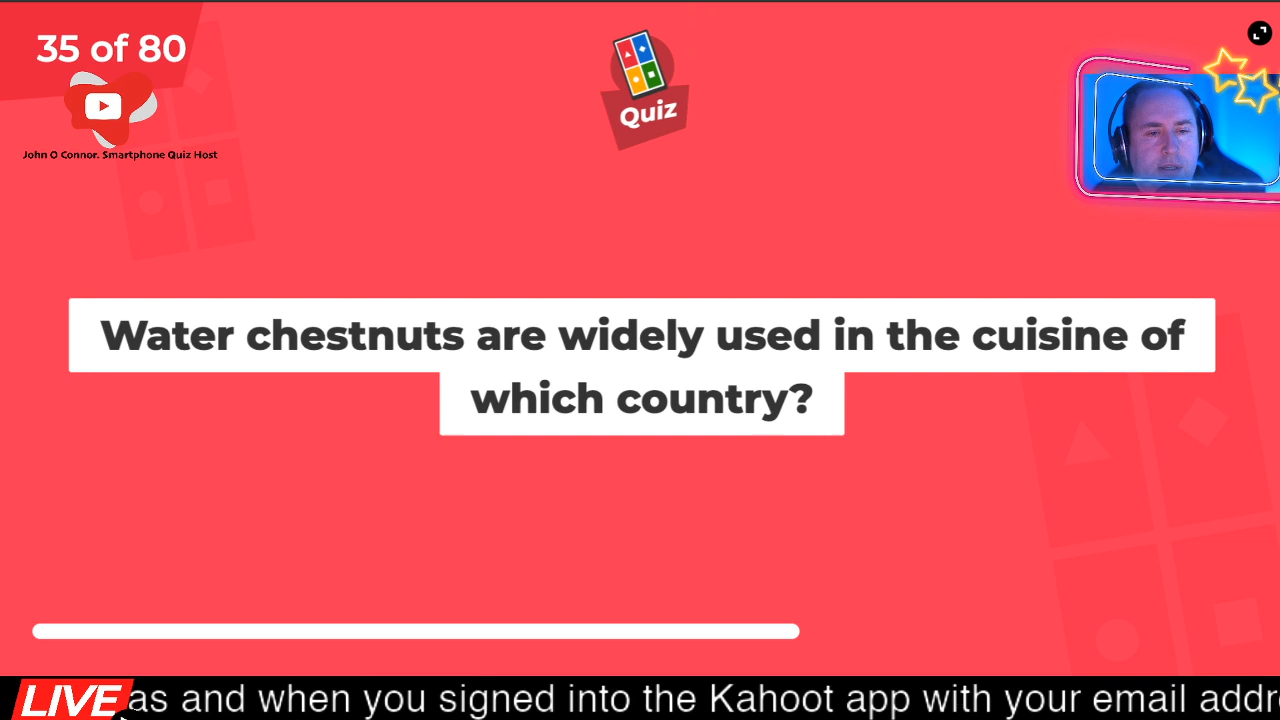 35 of 80
Quiz
John O Connor. Smartphone Quiz Host
Water chestnuts are widely used in the cuisine of
which country?
LIVE
as and when you signed into the Kahoot app with your email addr